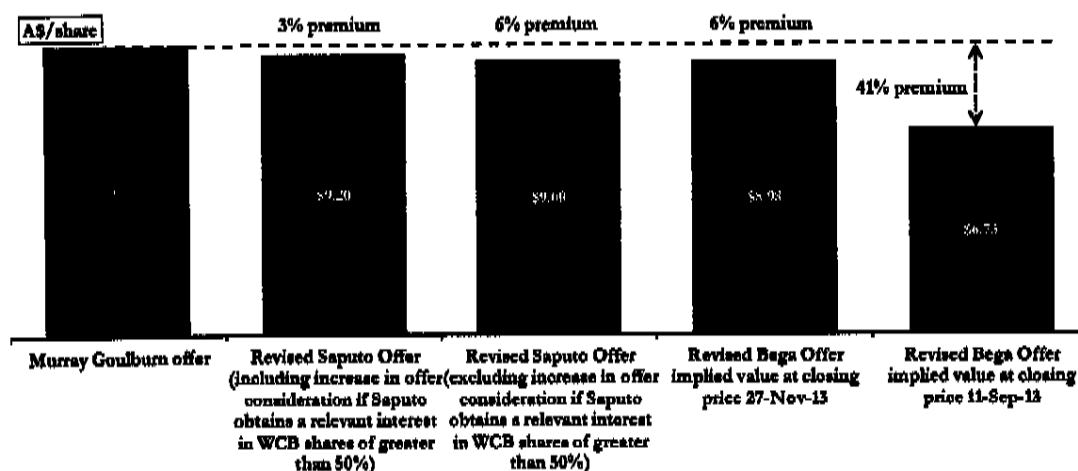 A$/share
3% premium
6% premium
6% premium
41% premium
$9.20
$9.00
$8.98
Murray Goulburn offer
Revised Saputo Offer
(including increase in offer
consideration if Saputo
obtains a relevant interest
in WCB shares of greater
than 50%)
Revised Saputo Offer
(excluding increase in offer
consideration if Saputo
obtains a relevant interest
in WCB shares of greater
than 50%)
Revised Bega Offer
implied value at closing
price 27-Nov-13
Revised Bega Offer
implied value at closing
price 11-Sep-13